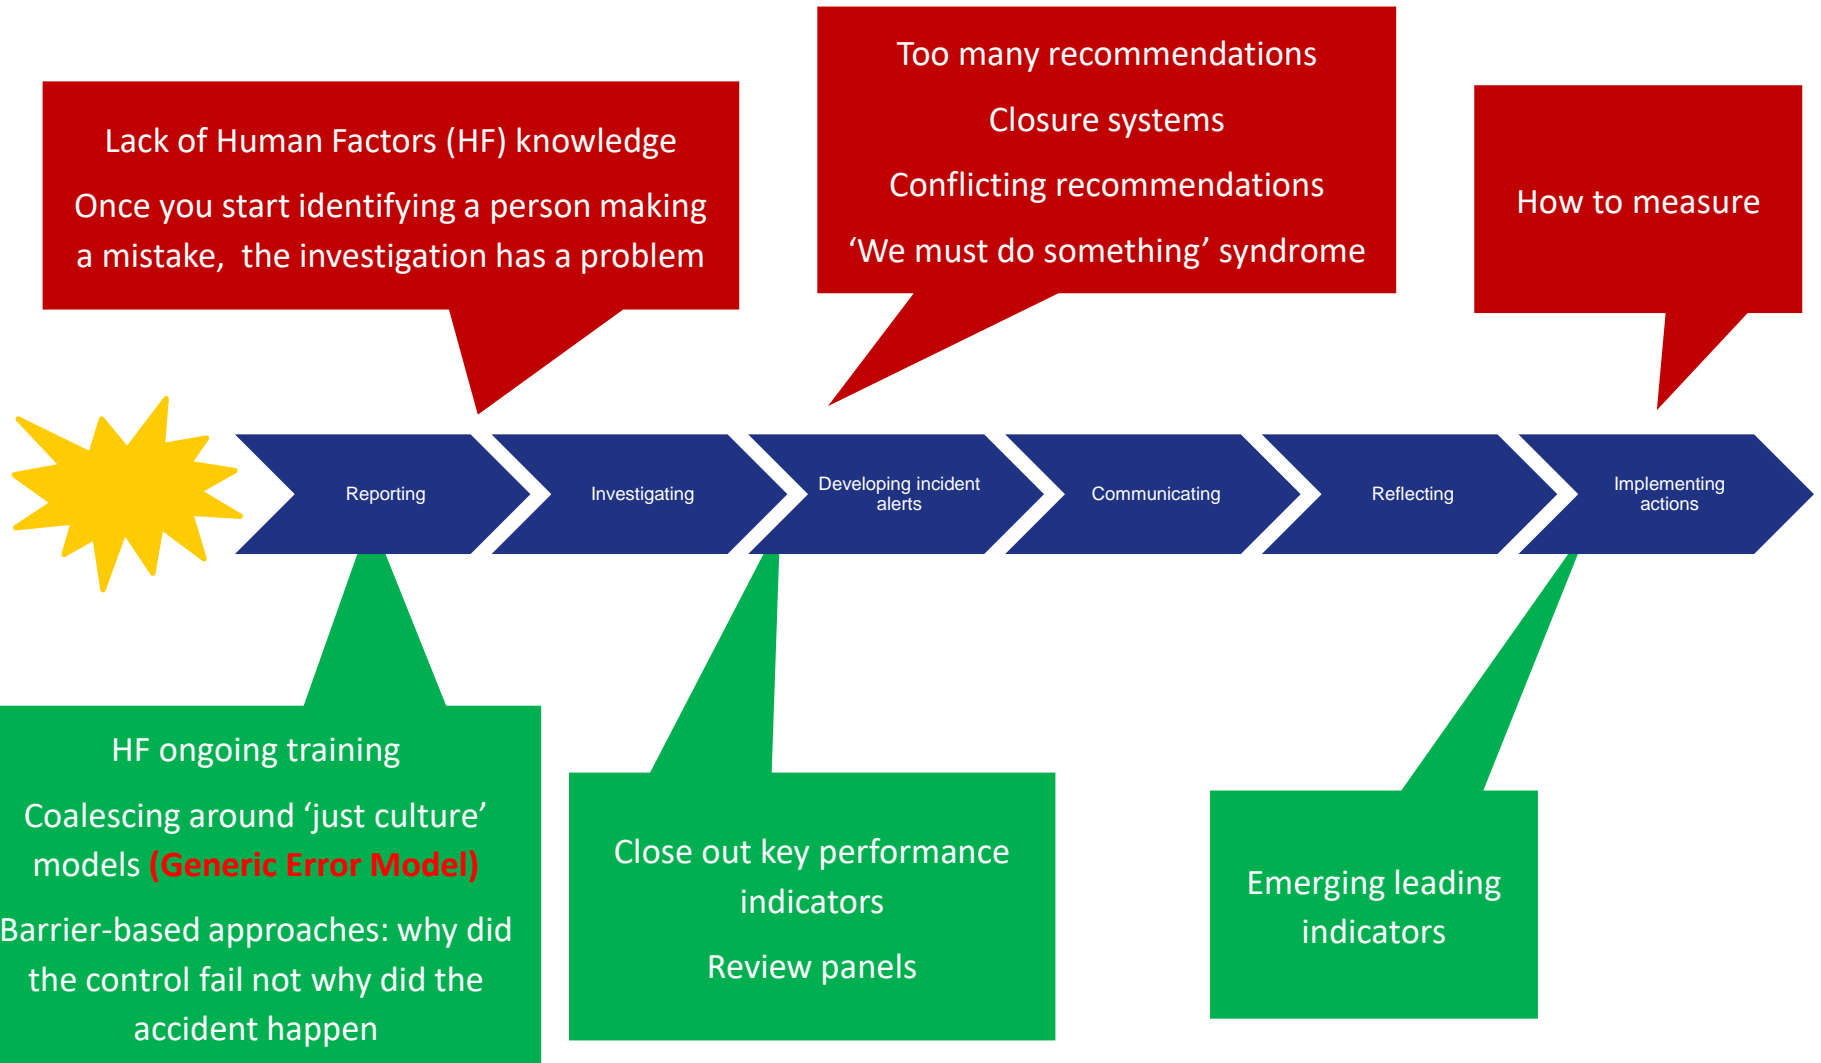 Lack of Human Factors (HF) knowledge
Once you start identifying a person making
a mistake,  the investigation has a problem
Too many recommendations
Closure systems
Conflicting recommendations
‘We must do something’ syndrome
How to measure
Reporting
Investigating
Developing incident
alerts
Communicating
Reflecting
Implementing
actions
HF ongoing training
Coalescing around ‘just culture’
models (Generic Error Model)
Barrier-based approaches: why did
the control fail not why did the
accident happen
Close out key performance
indicators
Review panels
Emerging leading
indicators